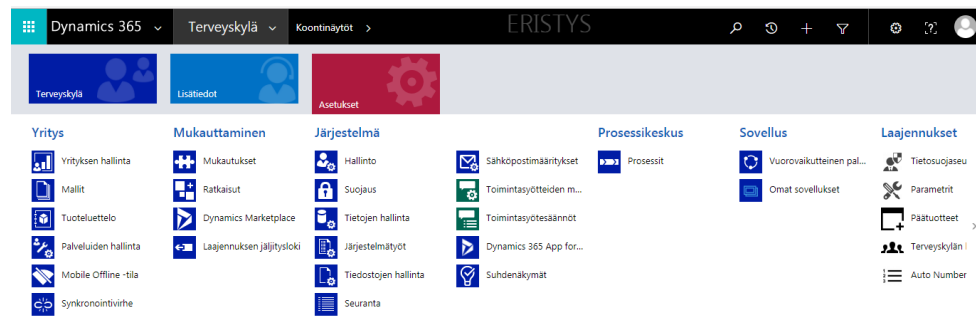 Dynamics 365 Terveyskylä Koontinäytöt ERISTYS
Terveyskylä Lisätiedot Asetukset
Yritys
Yrityksen hallinta
Mallit
Tuoteluettelo
Palveluiden hallinta
Mobile Offline -tila
Synkronointivirhe
Mukauttaminen
Mukautukset
Ratkaisut
Dynamics Marketplace
Laajennuksen jäljitysloki
Järjestelmä
Hallinto
Suojaus
Tietojen hallinta
Järjestelmätyöt
Tiedostojen hallinta
Seuranta
Sähköpostimääritykset
Toimintasyötteiden m...
Toimintasyötesäännöt
Dynamics 365 App for...
Suhdenäkymät
Prosessikeskus
Prosessit
Sovellus
Vuorovaikutteinen pal...
Omat sovellukset
Laajennukset
Tietosuojaseu
Parametrit
Päätuotteet
Terveyskylän
Auto Number